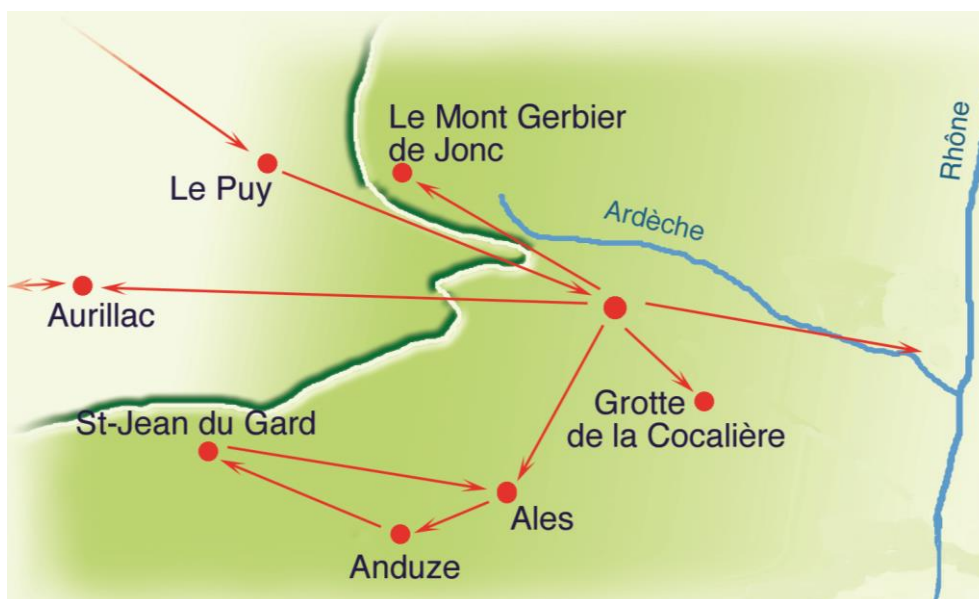 Le Mont Gerbier
de Jonc
Le Puy
Rhône
Ardèche
Aurillac
St-Jean du Gard
Grotte
de la Cocalière
Ales
Anduze